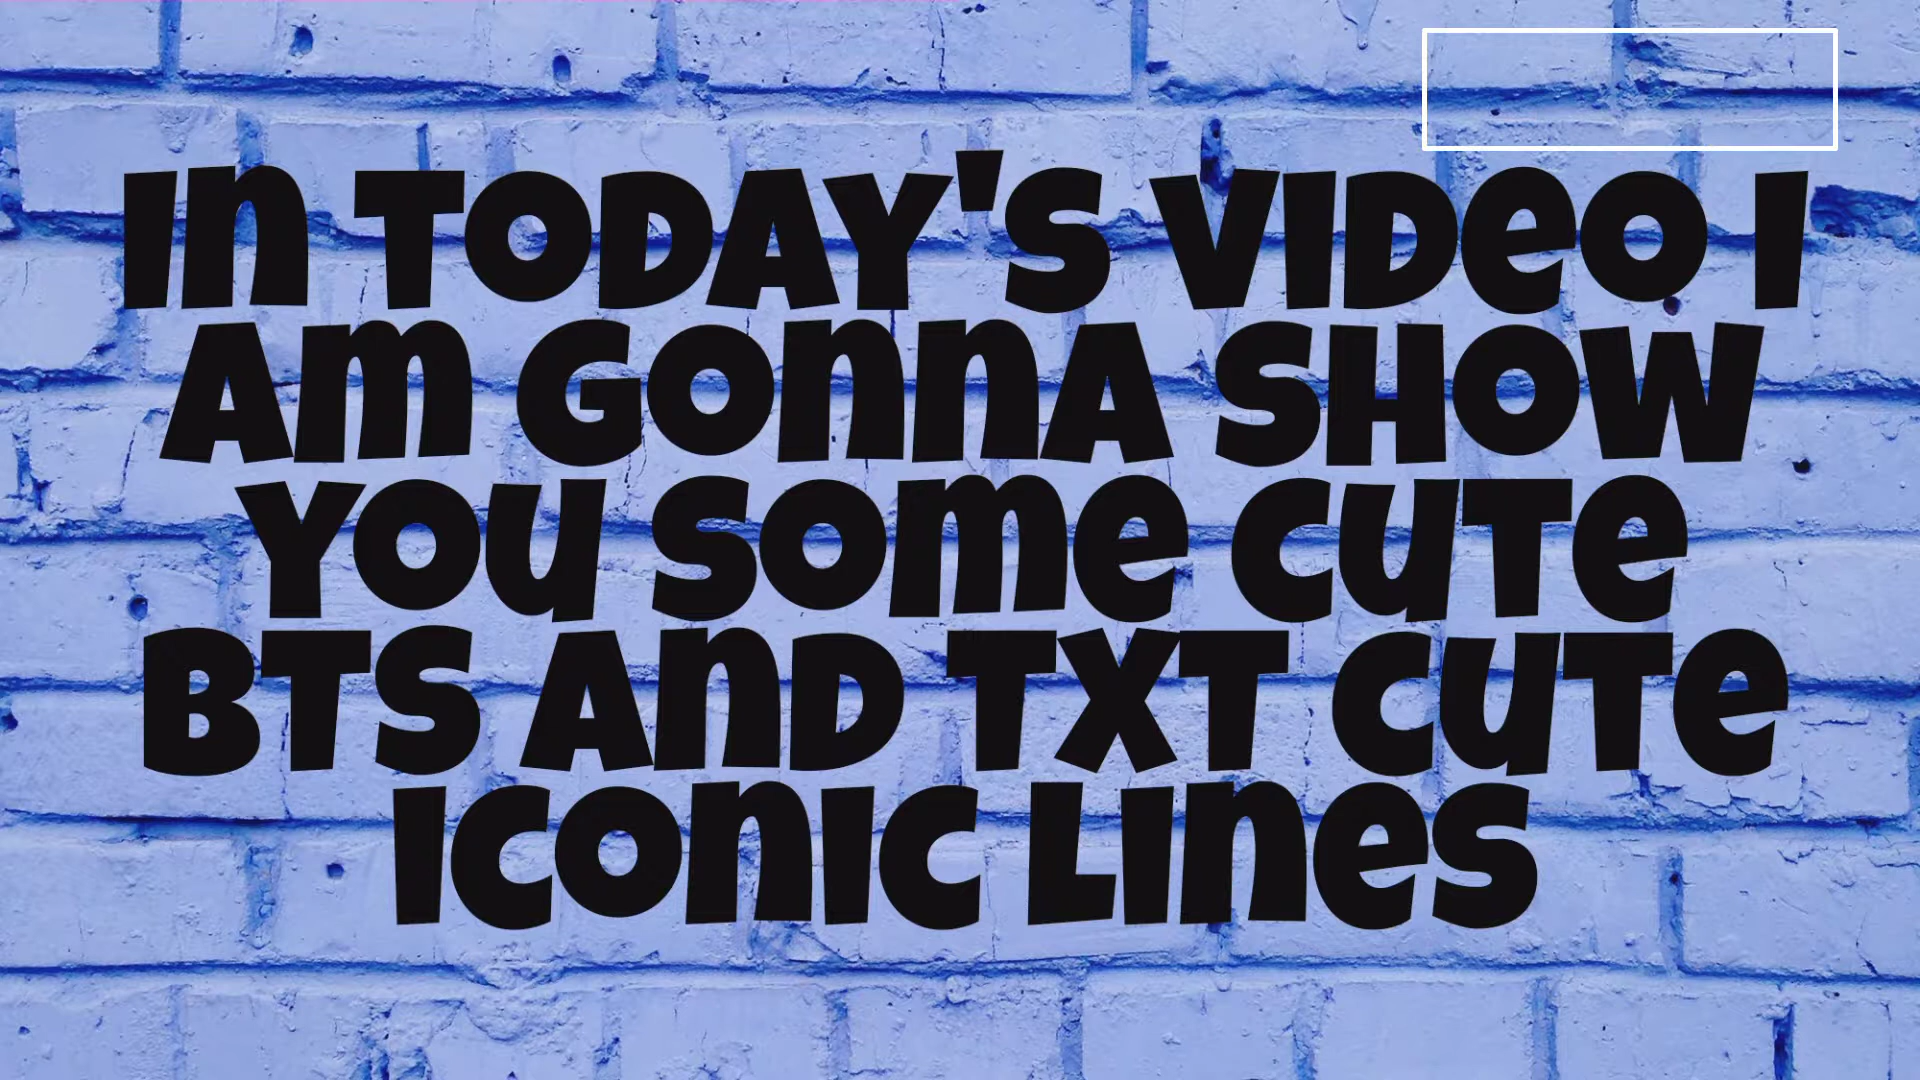 In TODAY'S VIDEO I
Am GonnA SHOW
You some cute
BTS And TXT cute
Iconic Lines